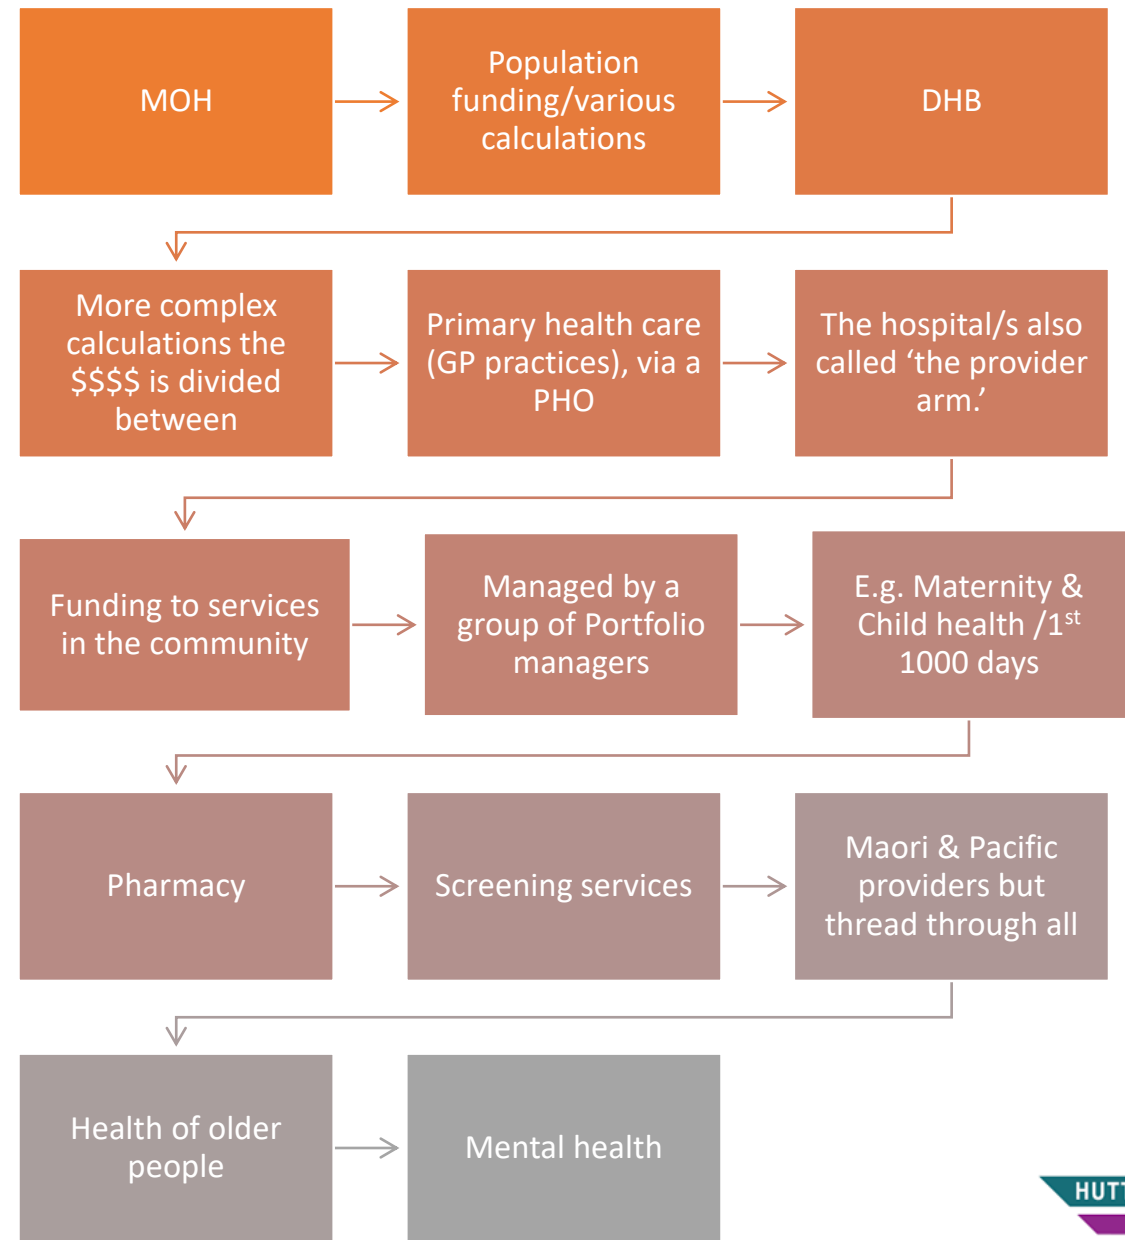 MOH
Population
funding/various
calculations
DHB
More complex
calculations the
$$$$ is divided
between
Primary health care
(GP practices), via a
PHO
The hospital/s also
called ‘the provider
arm.’
Funding to services
in the community
Managed by a
group of Portfolio
managers
E.g. Maternity &
Child health /1st
1000 days
Pharmacy
Screening services
Maori & Pacific
providers but
thread through all
Health of older
people
Mental health